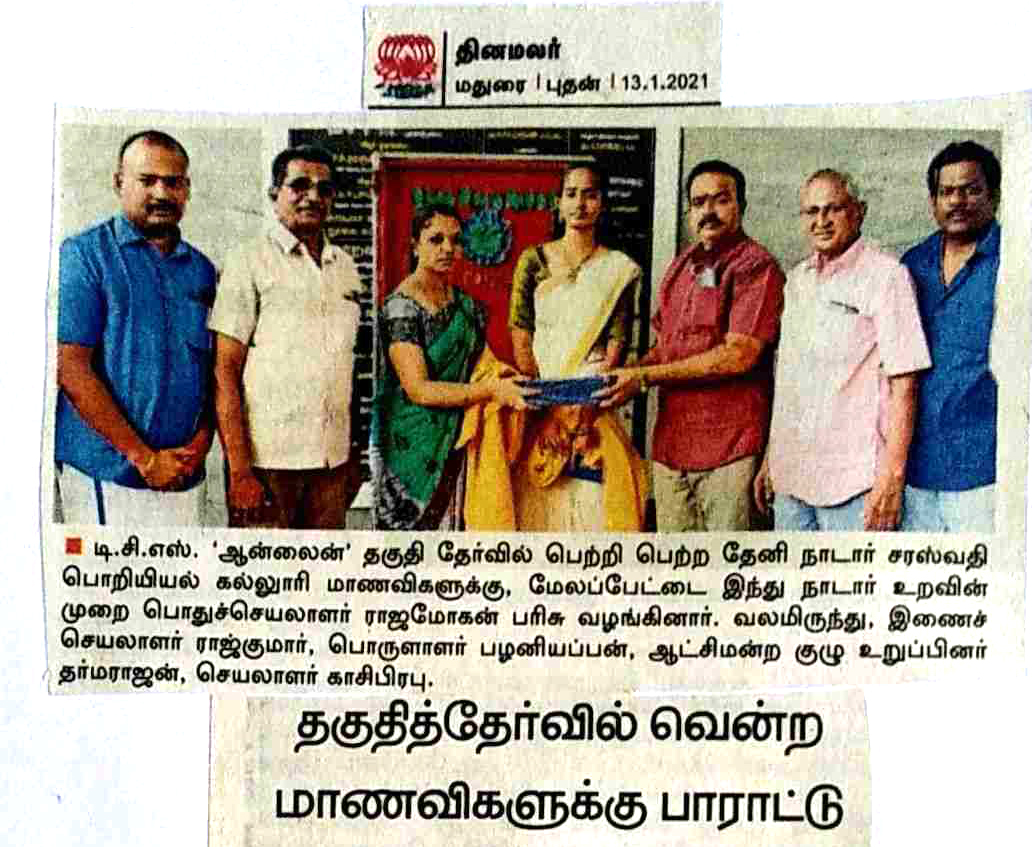 தினமலர்
மதுரை | புதன் | 13.1.2021
டி.சி.எஸ். 'ஆன்லைன்' தகுதி தேர்வில் பெற்றி பெற்ற தேனி நாடார் சரஸ்வதி
பொறியியல் கல்லூரி மாணவிகளுக்கு, மேலப்பேட்டை இந்து நாடார் உறவின்
முறை பொதுச்செயலாளர் ராஜமோகன் பரிசு வழங்கினார். வலமிருந்து, இணைச்
செயலாளர் ராஜ்குமார், பொருளாளர் பழனியப்பன், ஆட்சிமன்ற குழு உறுப்பினர்
தர்மராஜன், செயலாளர் காசிபிரபு.
தகுதித்தேர்வில் வென்ற
மாணவிகளுக்கு பாராட்டு